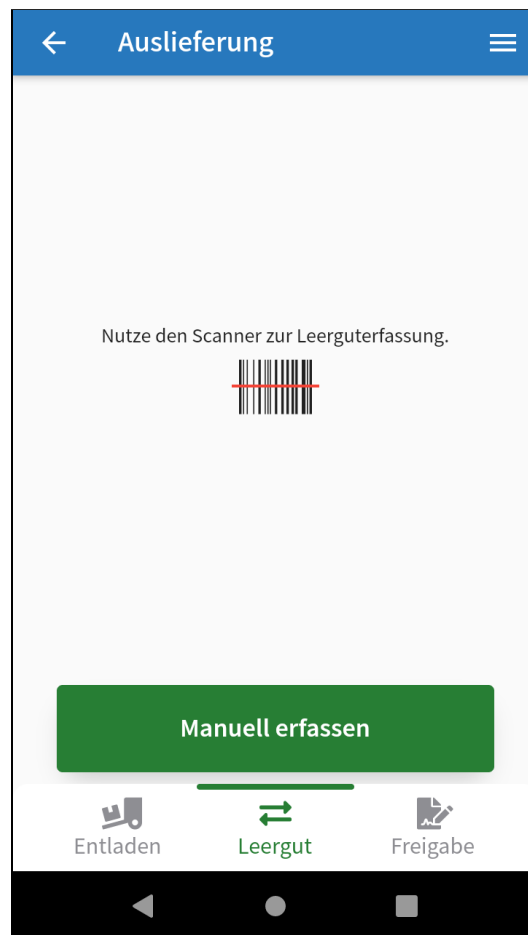 Auslieferung
Nutze den Scanner zur Leerguterfassung.
Manuell erfassen
Entladen
Leergut
Freigabe